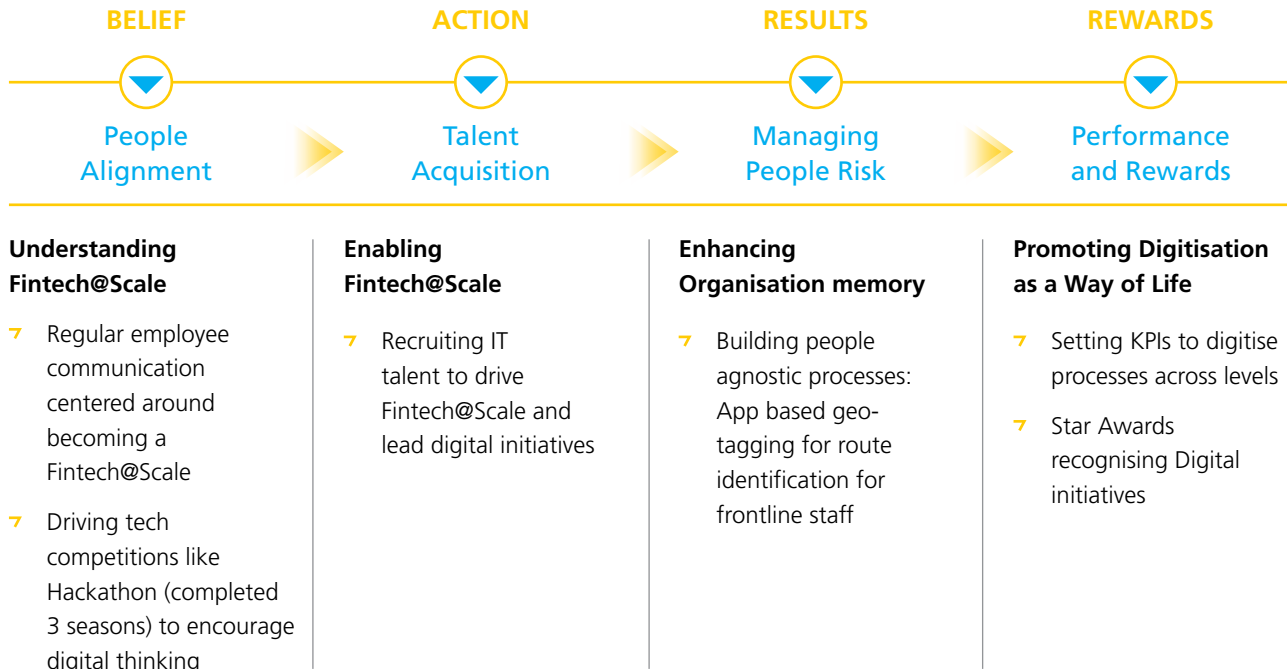 BELIEF
People
Alignment
Understanding
Fintech@Scale
Regular employee
communication
centered around
becoming a
Fintech@Scale
Driving tech
competitions like
Hackathon (completed
3 seasons) to encourage
digital thinking
ACTION
Talent
Acquisition
Enabling
Fintech@Scale
Recruiting IT
talent to drive
Fintech@Scale and
lead digital initiatives
RESULTS
Managing
People Risk
Enhancing
Organisation memory
Building people
agnostic processes:
App based geo-
tagging for route
identification for
frontline staff
REWARDS
Performance
and Rewards
Promoting Digitisation
as a Way of Life
Setting KPIs to digitise
processes across levels
Star Awards
recognising Digital
initiatives